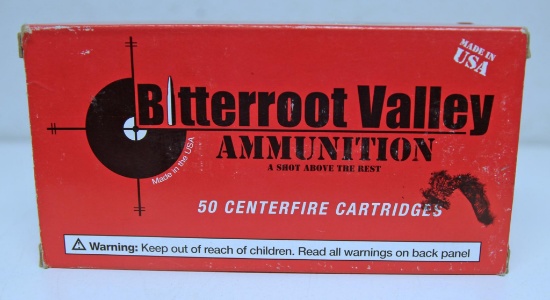 MADE IN
USA
Bitterroot Valley
AMMUNITION
A SHOT ABOVE THE REST
Made in the USA
50 CENTERFIRE CARTRIDGES
Warning: Keep out of reach of children. Read all warnings on back panel